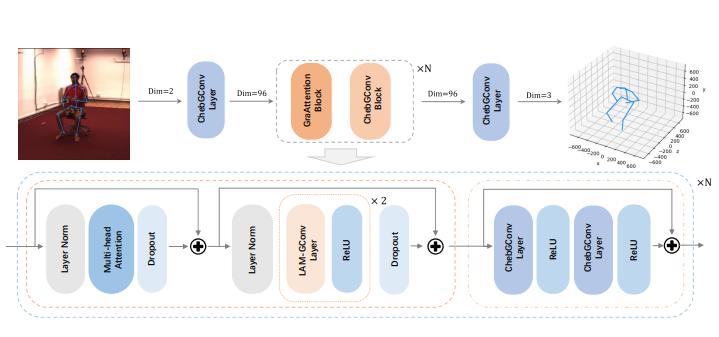 Dim=2
ChebGConv
Layer
Dim=96
GraAttention
Block
ChebGConv
Block
×N
Dim=96
ChebGConv
Layer
Dim=3
600
400
200
0
−200
−400
−600
y
−600
−400
−200
0
200
400
600
x
600
400
200
0
−200
−400
−600
z
×N
Layer Norm
Multi-head
Attention
Dropout
Layer Norm
LAM-GConv
Layer
ReLU
× 2
Dropout
ChebGConv
Layer
ReLU
ChebGConv
Layer
ReLU